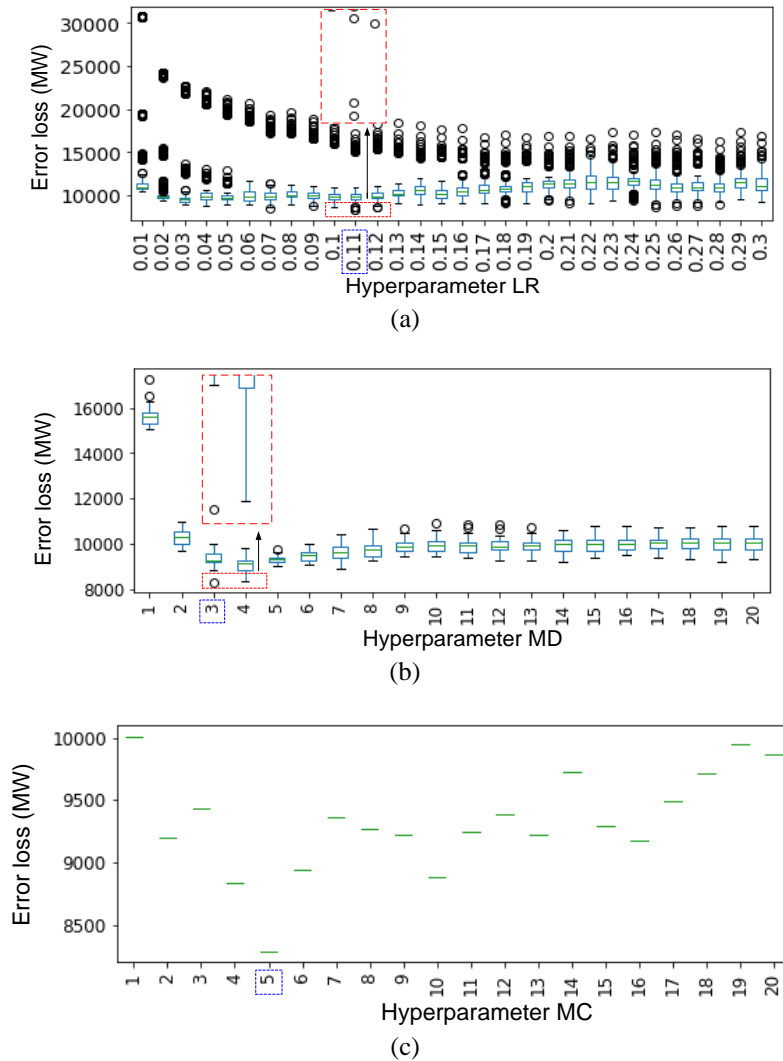 30000
25000
20000
15000
10000
Error loss (MW)
0.01 0.02 0.03 0.04 0.05 0.06 0.07 0.08 0.09 0.1 0.11 0.12 0.13 0.14 0.15 0.16 0.17 0.18 0.19 0.2 0.21 0.22 0.23 0.24 0.25 0.26 0.27 0.28 0.29 0.3
Hyperparameter LR
(a)
16000
14000
12000
10000
8000
Error loss (MW)
1 2 3 4 5 6 7 8 9 10 11 12 13 14 15 16 17 18 19 20
Hyperparameter MD
(b)
10000
9500
9000
8500
Error loss (MW)
1 2 3 4 5 6 7 8 9 10 11 12 13 14 15 16 17 18 19 20
Hyperparameter MC
(c)